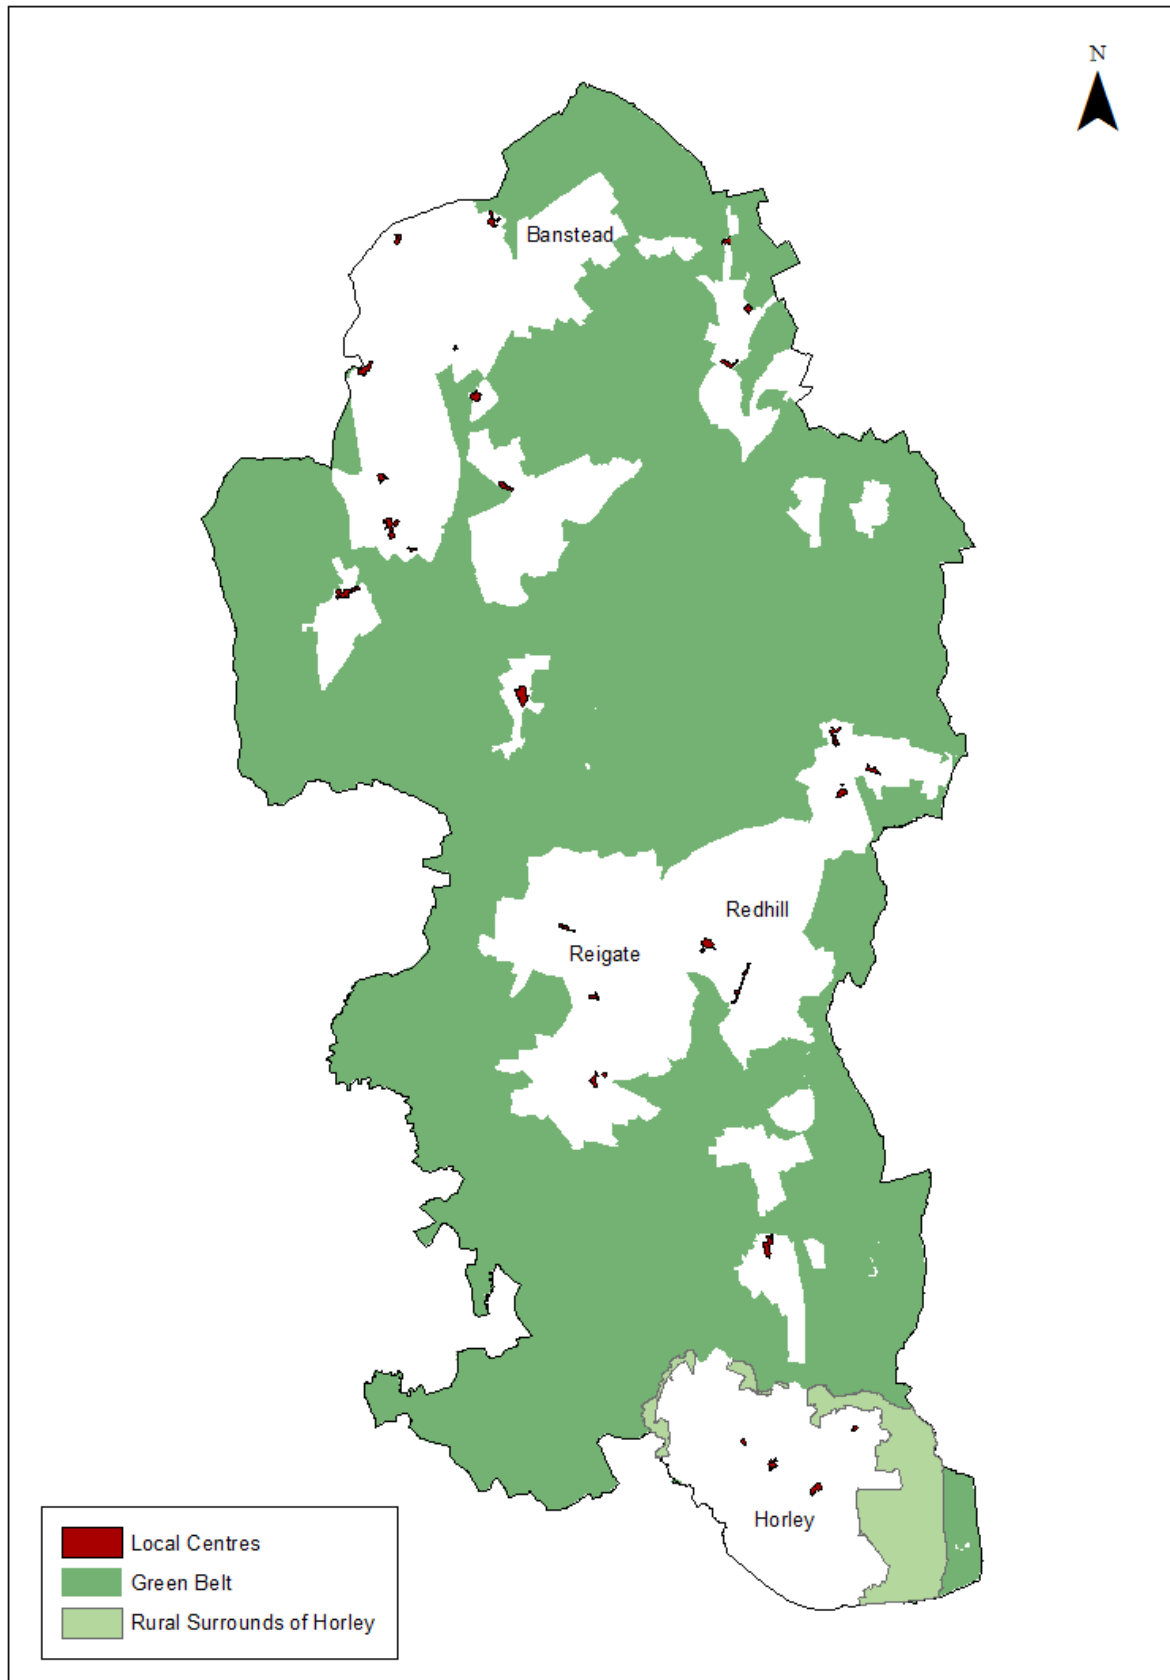 N
Banstead
Redhill
Reigate
Horley
Local Centres
Green Belt
Rural Surrounds of Horley